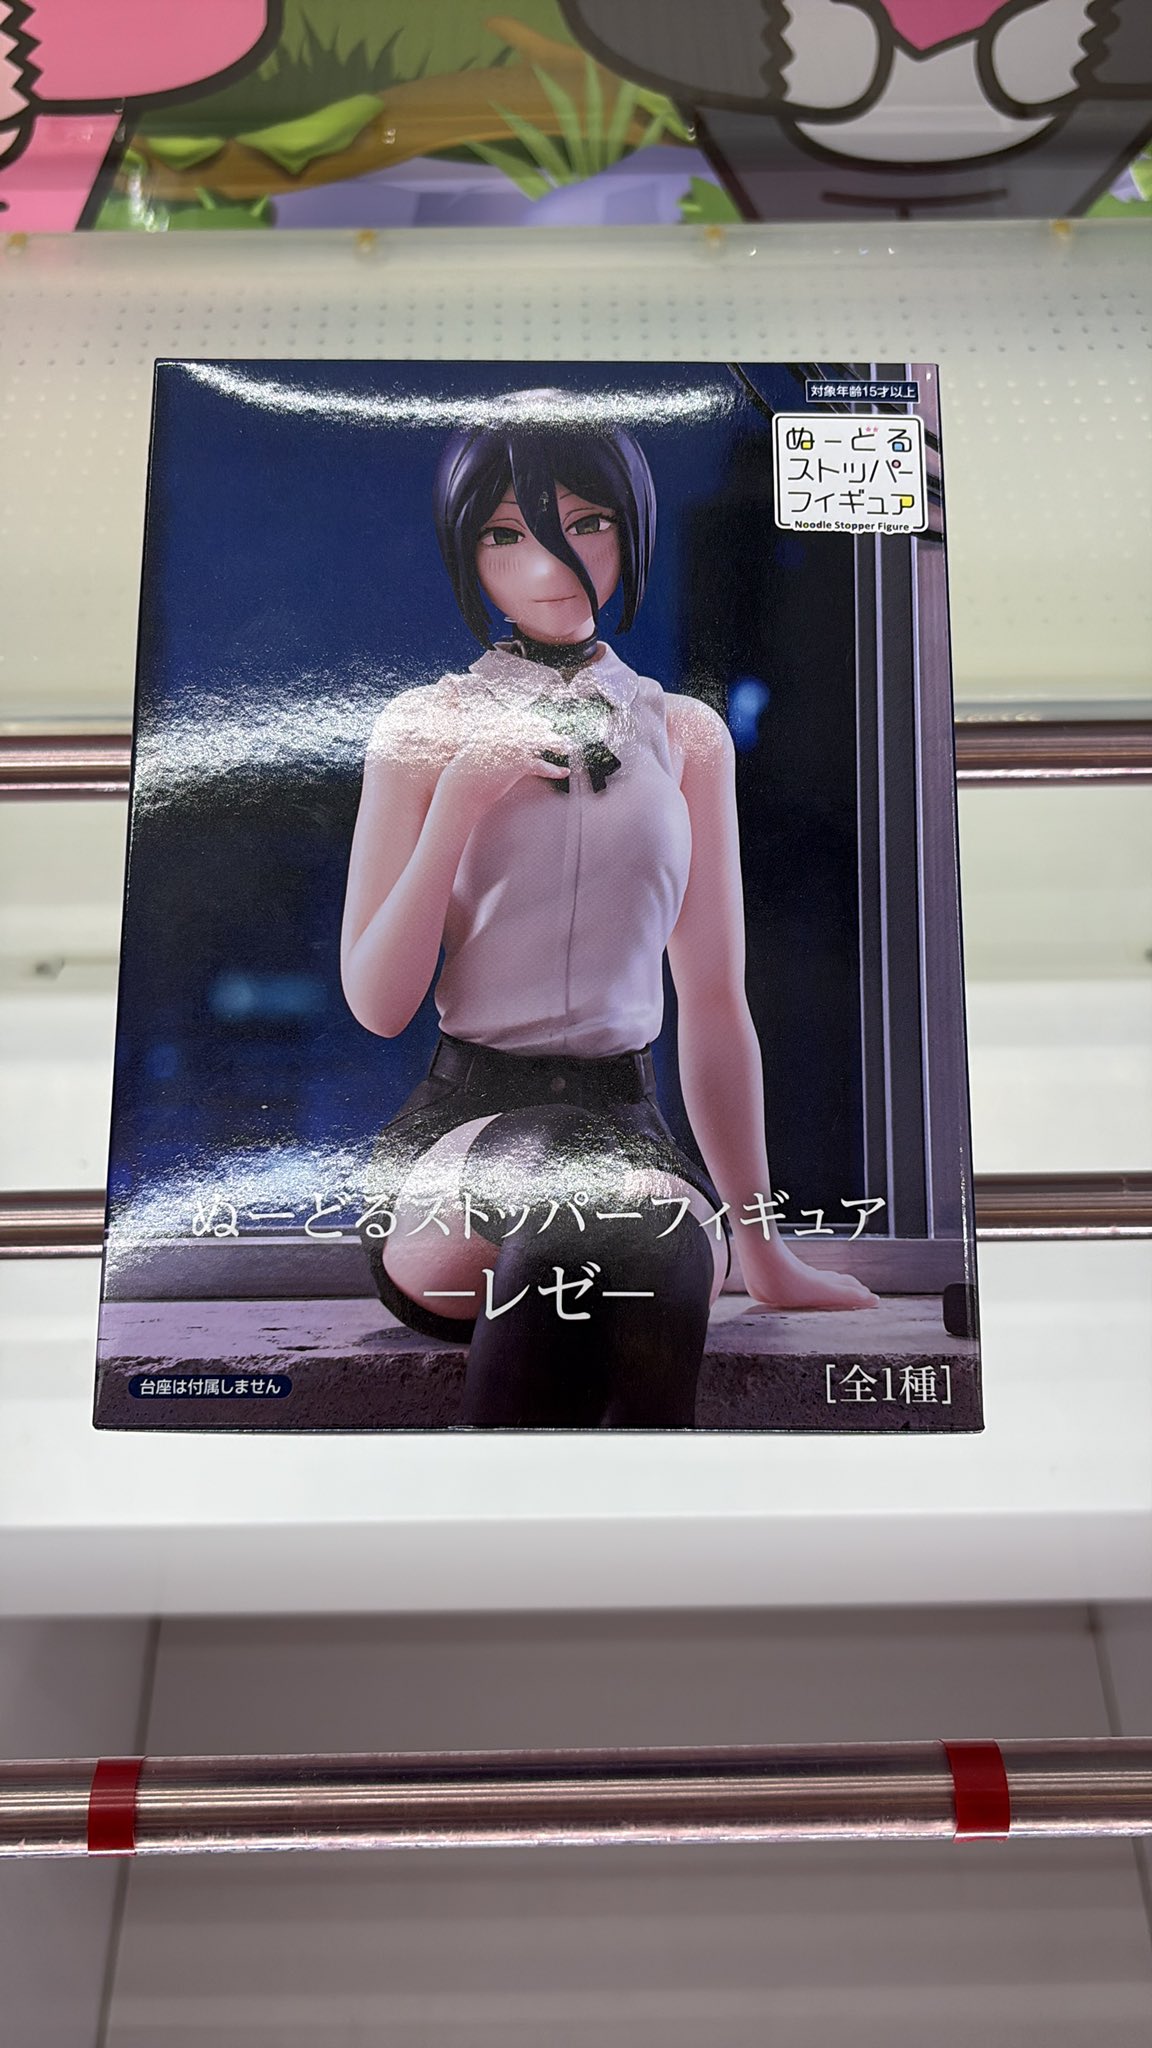 対象年齢15才以上
ぬーどる
ストッパー
フィギュア
Noodle Stopper Figure
ぬーどるストッパーフィギュア
―レゼ―
台座は付属しません
[全1種]